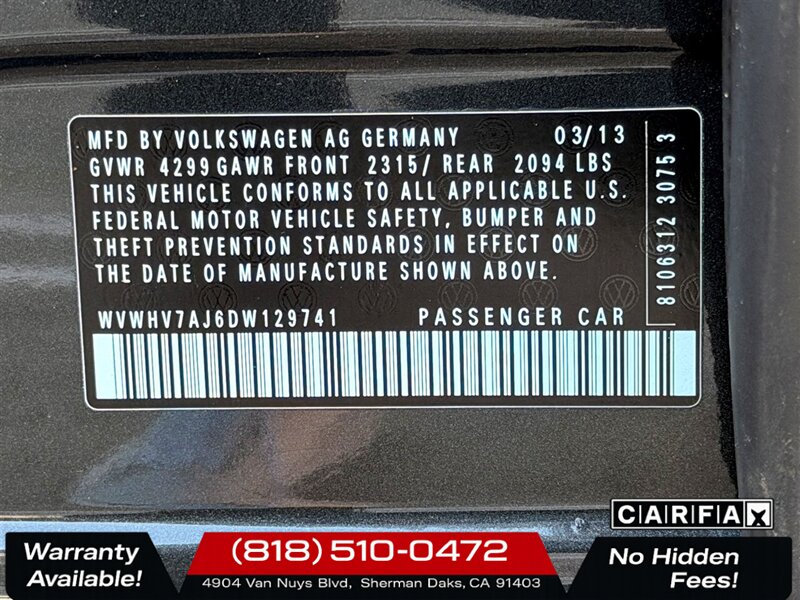 MFD BY VOLKSWAGEN AG GERMANY 03/13
GVWR 4299 GAWR FRONT 2315/ REAR 2094 LBS
THIS VEHICLE CONFORMS TO ALL APPLICABLE U.S.
FEDERAL MOTOR VEHICLE SAFETY, BUMPER AND
THEFT PREVENTION STANDARDS IN EFFECT ON
THE DATE OF MANUFACTURE SHOWN ABOVE.
WVWHV7AJ6DW129741 PASSENGER CAR
8106312 30753
CARFAX
Warranty
Available!
(818) 510-0472
4904 Van Nuys Blvd, Sherman Daks, CA 91403
No Hidden
Fees!